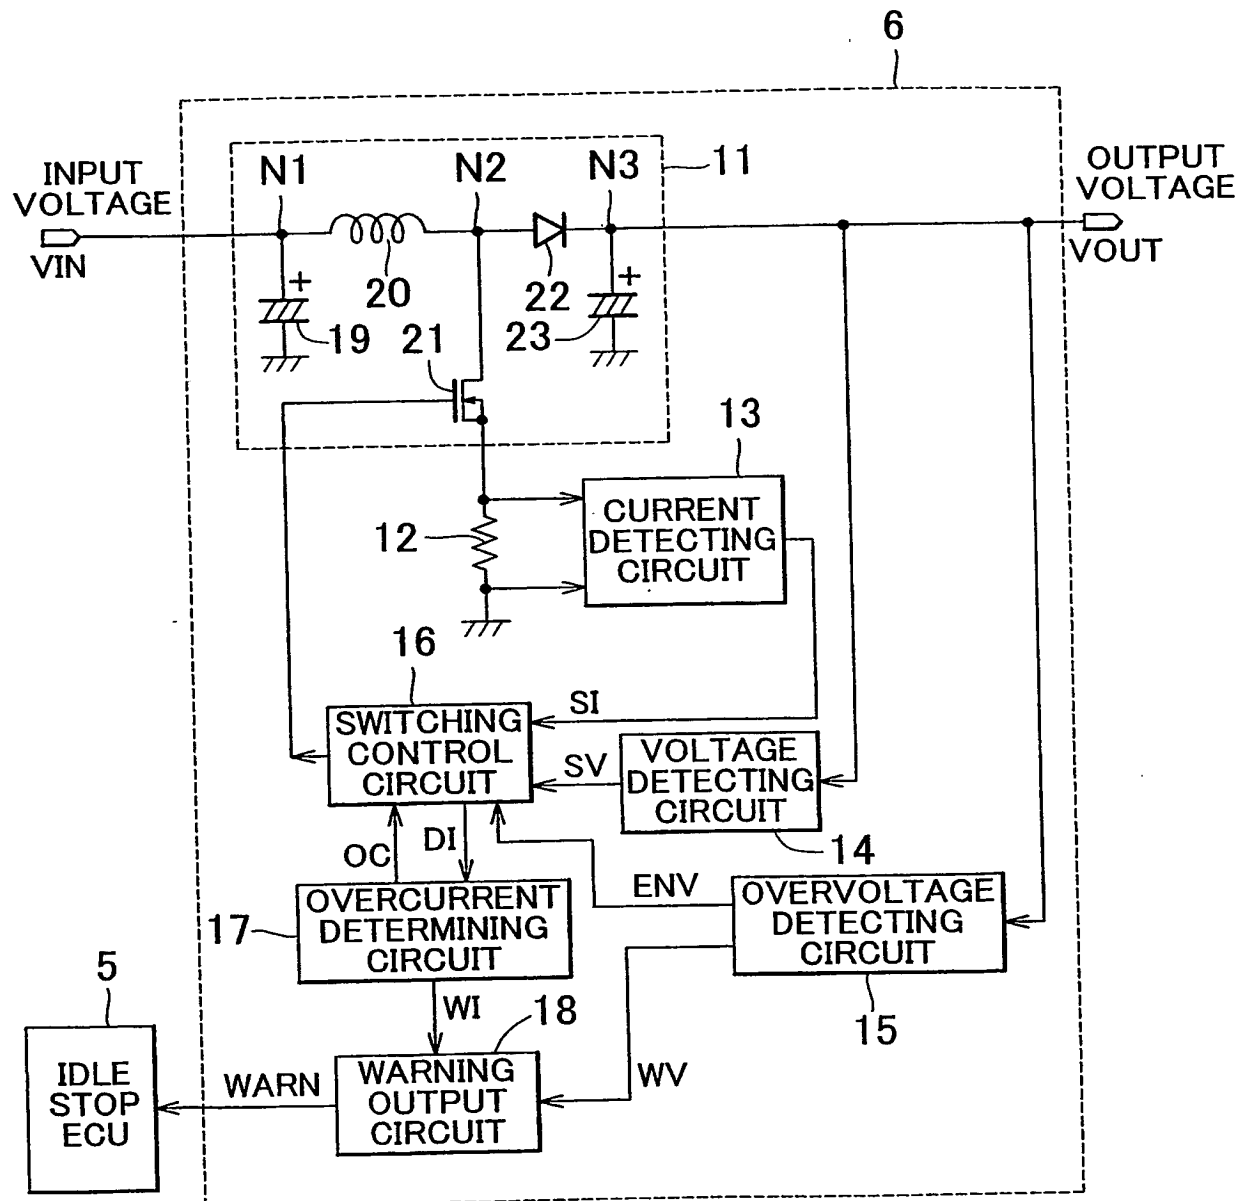 6
INPUT
VOLTAGE
VIN
N1
N2
N3
11
OUTPUT
VOLTAGE
VOUT
+
19
20
22
+
23
21
13
CURRENT
DETECTING
CIRCUIT
12
16
SWITCHING
CONTROL
CIRCUIT
SI
SV
VOLTAGE
DETECTING
CIRCUIT
14
OC
DI
ENV
OVERVOLTAGE
DETECTING
CIRCUIT
15
17
OVERCURRENT
DETERMINING
CIRCUIT
WI
18
WV
5
IDLE
STOP
ECU
WARN
WARNING
OUTPUT
CIRCUIT